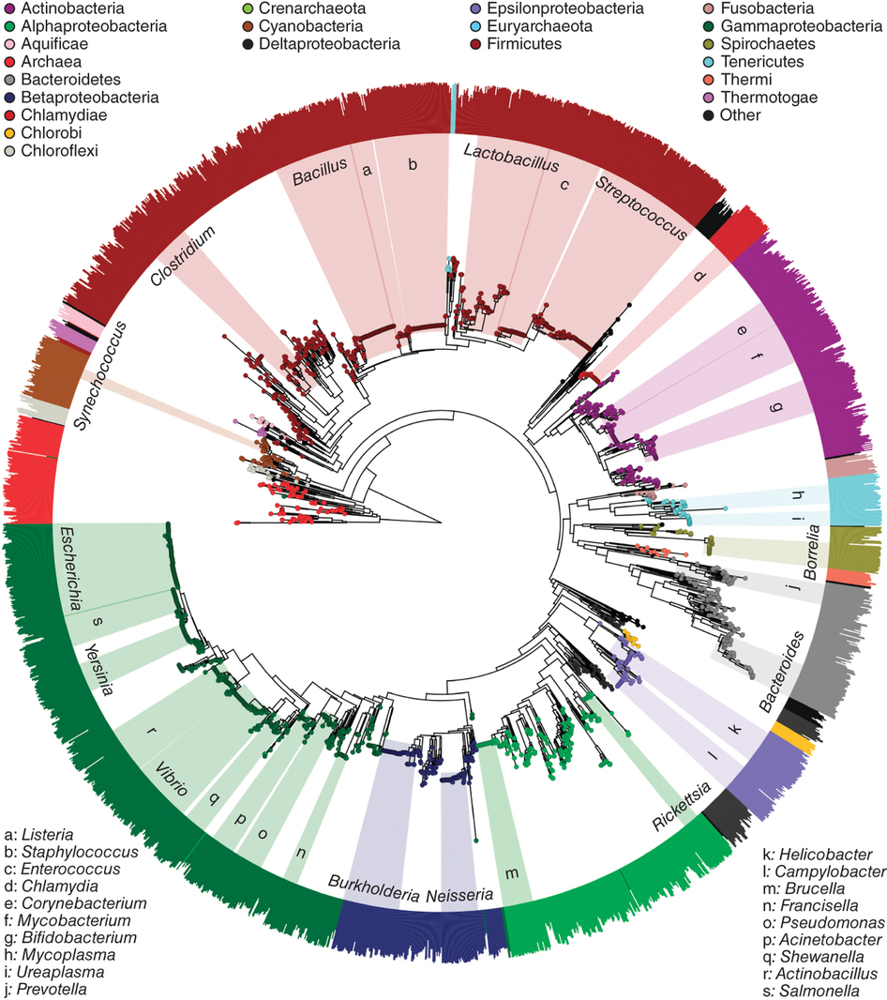 Actinobacteria
Alphaproteobacteria
Aquificae
Archaea
Bacteroidetes
Betaproteobacteria
Chlamydiae
Chlorobi
Chloroflexi
Crenarchaeota
Cyanobacteria
Deltaproteobacteria
Epsilonproteobacteria
Euryarchaeota
Firmicutes
Fusobacteria
Gammaproteobacteria
Spirochaetes
Tenericutes
Thermi
Thermotogae
Other
Clostridium
Bacillus
a
b
Lactobacillus
c
Streptococcus
d
e
f
g
h
i
Borrelia
j
Bacteroides
k
l
Rickettsia
m
Neisseria
Burkholderia
n
o
p
q
Vibrio
r
Yersinia
s
Escherichia
Synechococcus
a: Listeria
b: Staphylococcus
c: Enterococcus
d: Chlamydia
e: Corynebacterium
f: Mycobacterium
g: Bifidobacterium
h: Mycoplasma
i: Ureaplasma
j: Prevotella
k: Helicobacter
l: Campylobacter
m: Brucella
n: Francisella
o: Pseudomonas
p: Acinetobacter
q: Shewanella
r: Actinobacillus
s: Salmonella